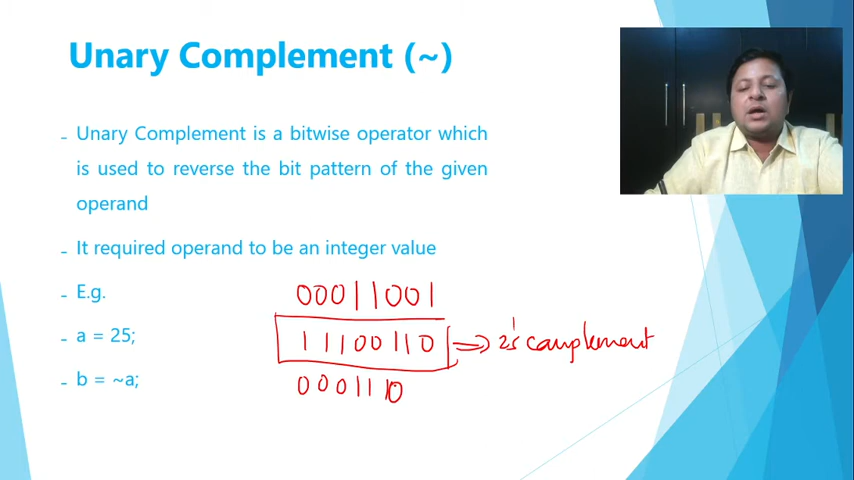 Unary Complement (~)
- Unary Complement is a bitwise operator which
is used to reverse the bit pattern of the given
operand
- It required operand to be an integer value
- E.g.
00011001
- a = 25;
11100110 → 2's complement
- b = ~a;
0001110